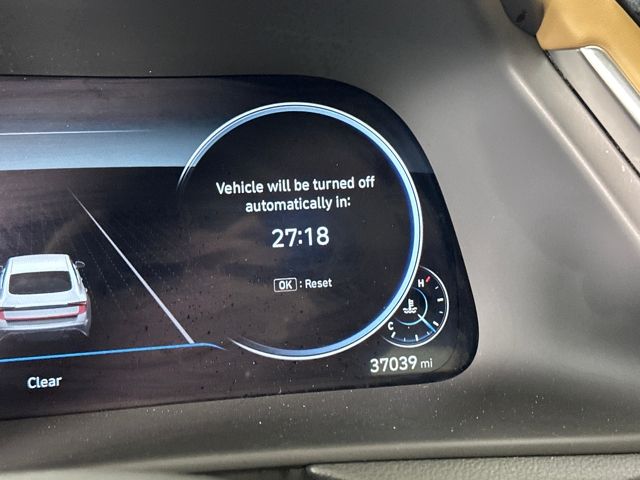 Vehicle will be turned off
automatically in:
27:18
OK : Reset
H
C
Clear
37039 mi